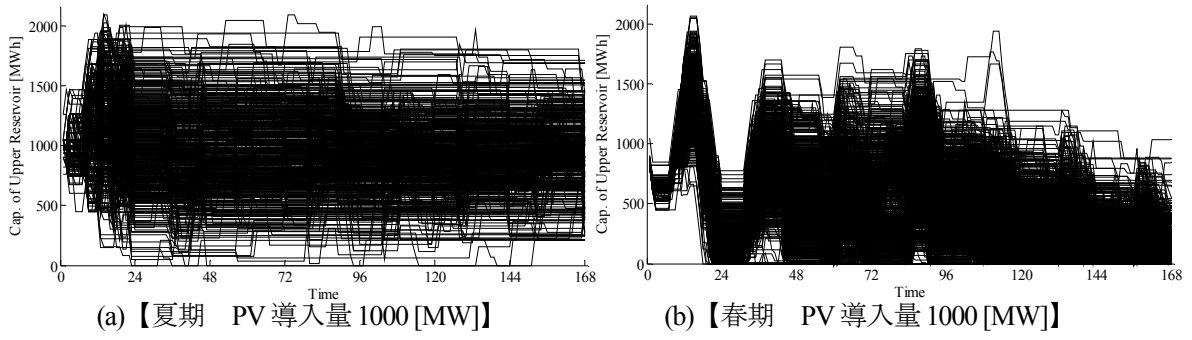 Cap. of Upper Reservoir [MWh]
2000
1500
1000
500
0
0 24 48 72 96 120 144 168
Time
(a)【夏期　PV 導入量 1000 [MW]】
Cap. of Upper Reservoir [MWh]
2000
1500
1000
500
0
0 24 48 72 96 120 144 168
Time
(b)【春期　PV 導入量 1000 [MW]】